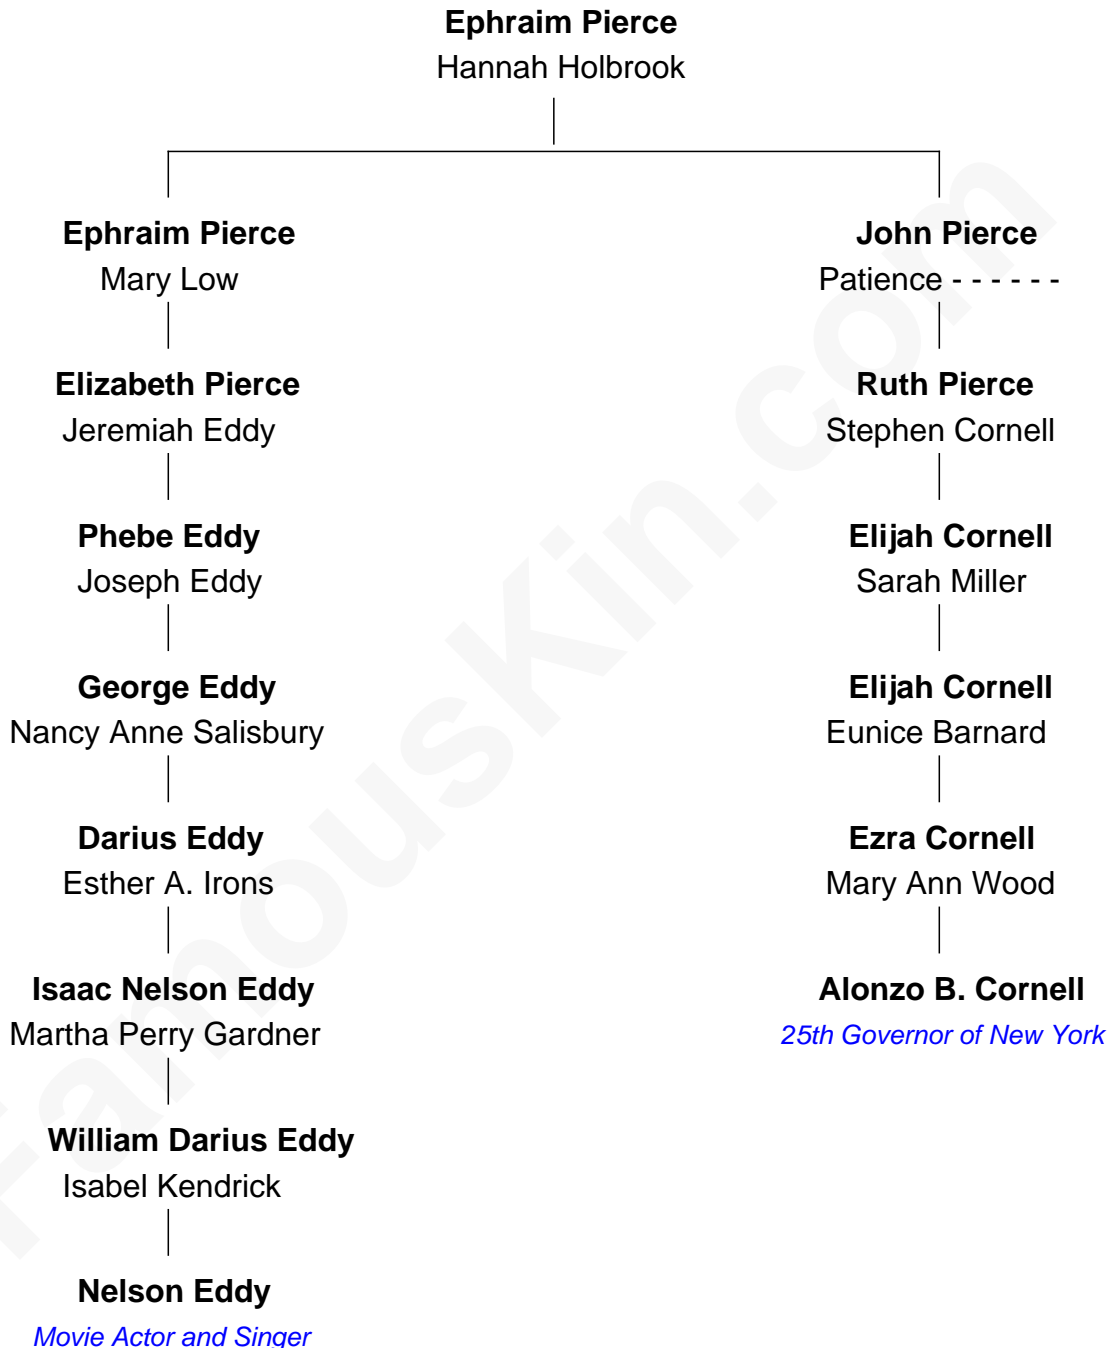 Ephraim Pierce
Hannah Holbrook
Ephraim Pierce
Mary Low
John Pierce
Patience - - - - - -
Elizabeth Pierce
Jeremiah Eddy
Ruth Pierce
Stephen Cornell
Phebe Eddy
Joseph Eddy
Elijah Cornell
Sarah Miller
George Eddy
Nancy Anne Salisbury
Elijah Cornell
Eunice Barnard
Darius Eddy
Esther A. Irons
Ezra Cornell
Mary Ann Wood
Isaac Nelson Eddy
Martha Perry Gardner
Alonzo B. Cornell
25th Governor of New York
William Darius Eddy
Isabel Kendrick
Nelson Eddy
Movie Actor and Singer
FamousKin.com